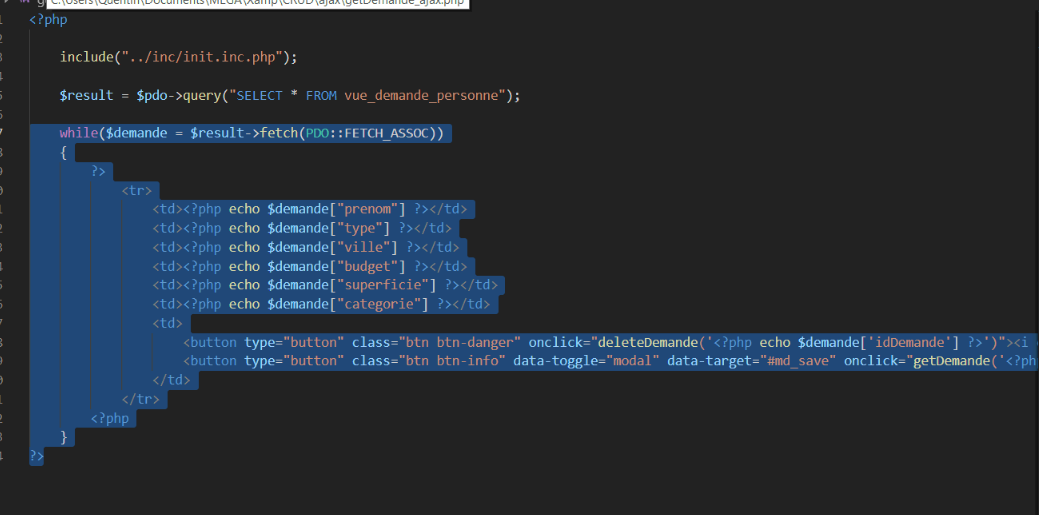 C:\Users\Quentin\Documents\MEGA\Xamp\CRUD\ajax\getDemande_ajax.php
<?php
include("../inc/init.inc.php");
$result = $pdo->query("SELECT * FROM vue_demande_personne");
while($demande = $result->fetch(PDO::FETCH_ASSOC))
{
?>
<tr>
<td><?php echo $demande["prenom"] ?></td>
<td><?php echo $demande["type"] ?></td>
<td><?php echo $demande["ville"] ?></td>
<td><?php echo $demande["budget"] ?></td>
<td><?php echo $demande["superficie"] ?></td>
<td><?php echo $demande["categorie"] ?></td>
<td>
<button type="button" class="btn btn-danger" onclick="deleteDemande('<?php echo $demande['idDemande'] ?>')"><i
<button type="button" class="btn btn-info" data-toggle="modal" data-target="#md_save" onclick="getDemande('<?ph
</td>
</tr>
<?php
}
?>